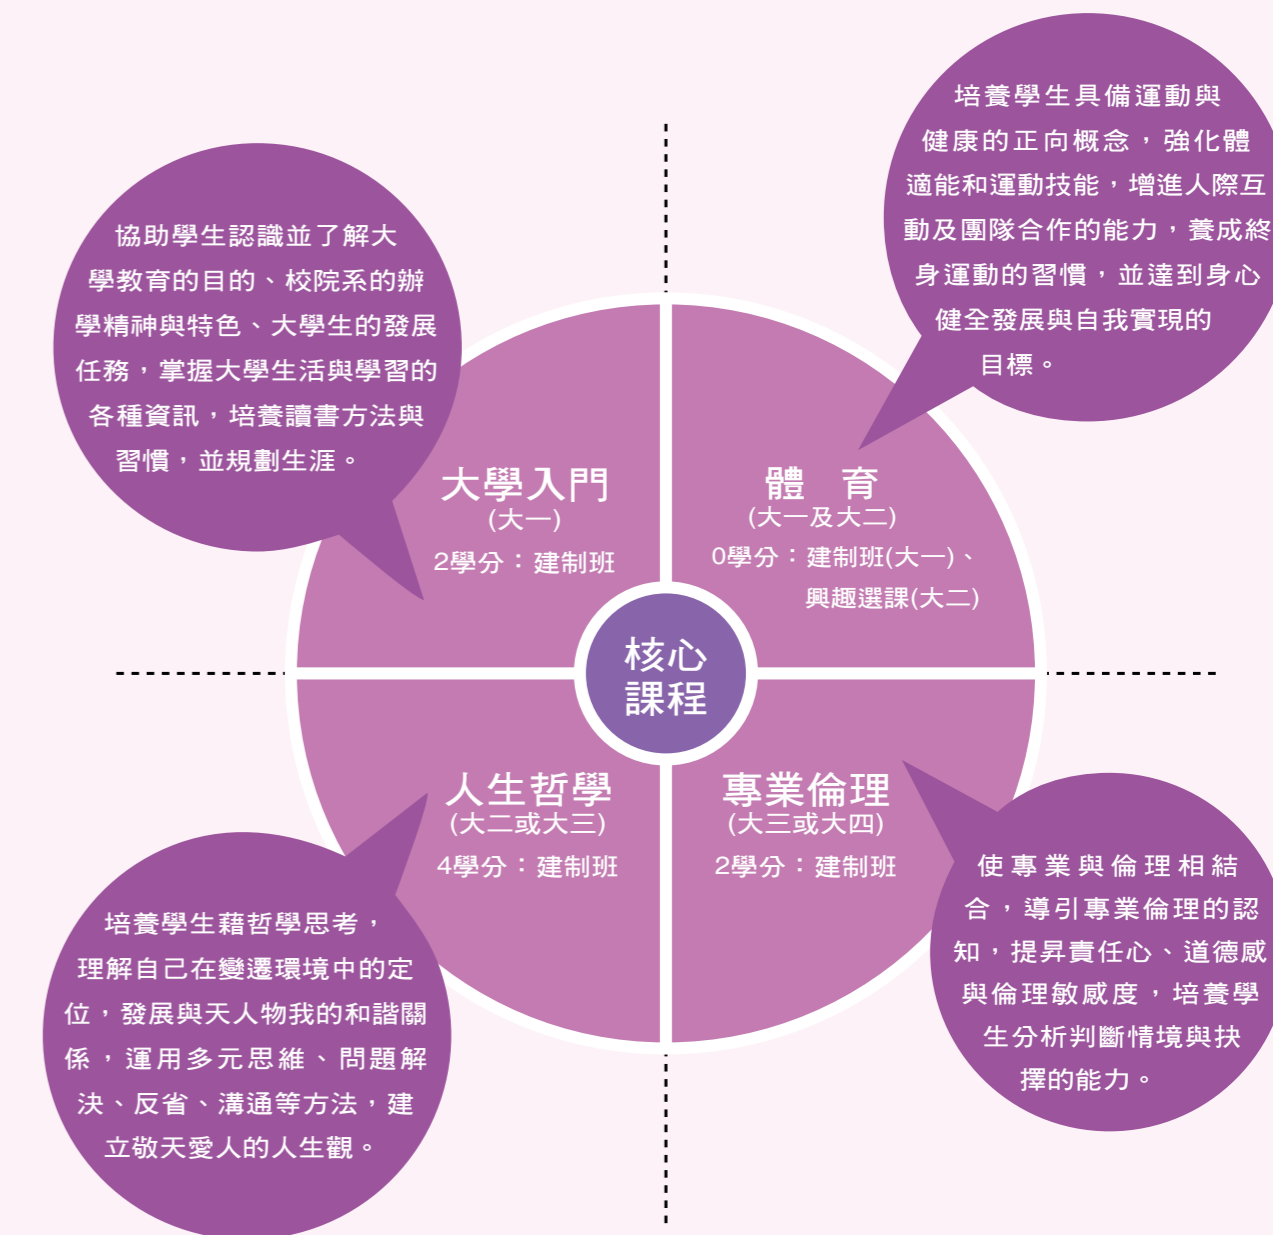 協助學生認識並了解大
學教育的目的、校院系的辦
學精神與特色、大學生的發展
任務，掌握大學生活與學習的
各種資訊，培養讀書方法與
習慣，並規劃生涯。
培養學生具備運動與
健康的正向概念，強化體
適能和運動技能，增進人際互
動及團隊合作的能力，養成終
身運動的習慣，並達到身心
健全發展與自我實現的
目標。
大學入門
(大一)
2學分：建制班
體 育
(大一及大二)
0學分：建制班(大一)、
興趣選課(大二)
核心
課程
人生哲學
(大二或大三)
4學分：建制班
專業倫理
(大三或大四)
2學分：建制班
培養學生藉哲學思考，
理解自己在變遷環境中的定
位，發展與天人物我的和諧關
係，運用多元思維、問題解
決、反省、溝通等方法，建
立敬天愛人的人生觀。
使專業與倫理相結
合，導引專業倫理的認
知，提昇責任心、道德感
與倫理敏感度，培養學
生分析判斷情境與抉
擇的能力。